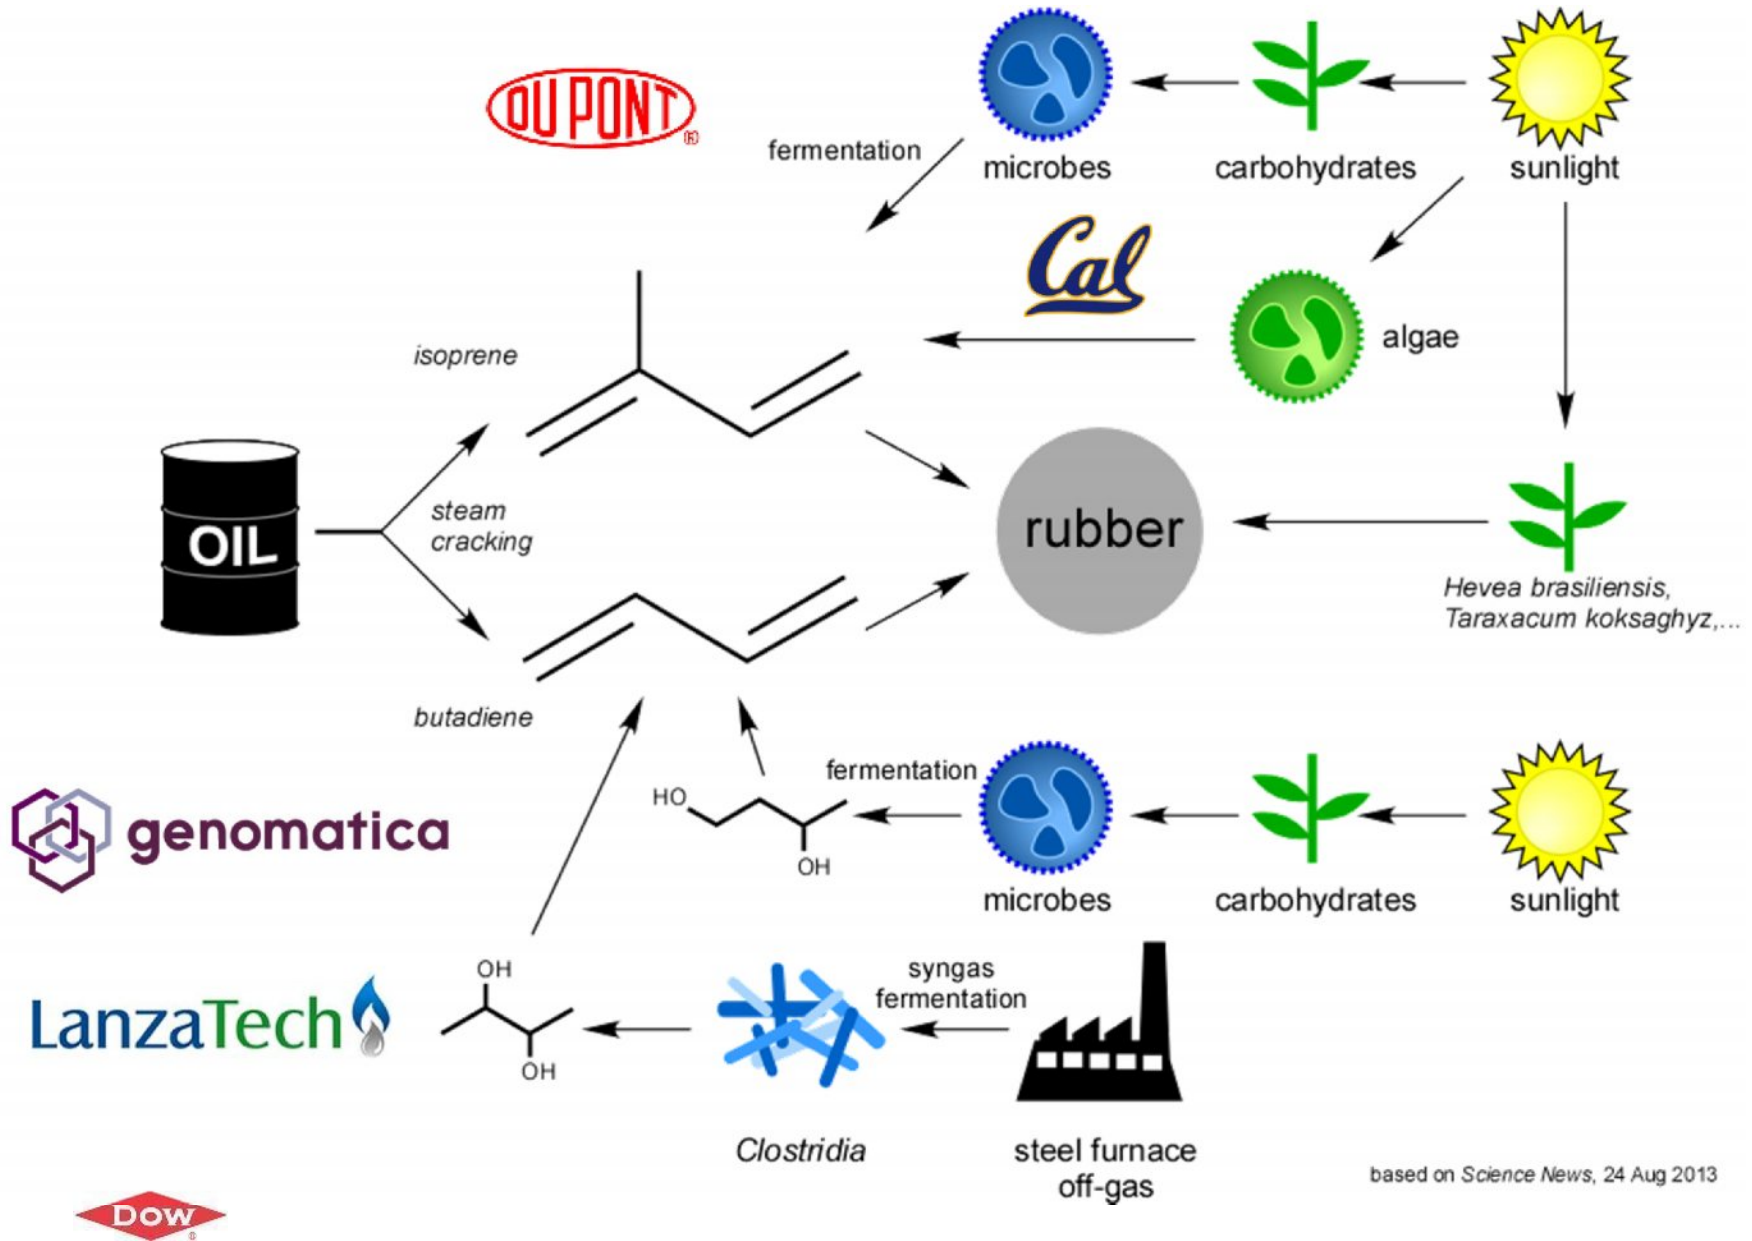 DU PONT
®
microbes
carbohydrates
sunlight
fermentation
Cal
algae
isoprene
steam
cracking
OIL
rubber
Hevea brasiliensis,
Taraxacum koksaghyz,...
butadiene
fermentation
HO
OH
genomatica
microbes
carbohydrates
sunlight
OH
OH
LanzaTech
syngas
fermentation
Clostridia
steel furnace
off-gas
based on Science News, 24 Aug 2013
DOW
®